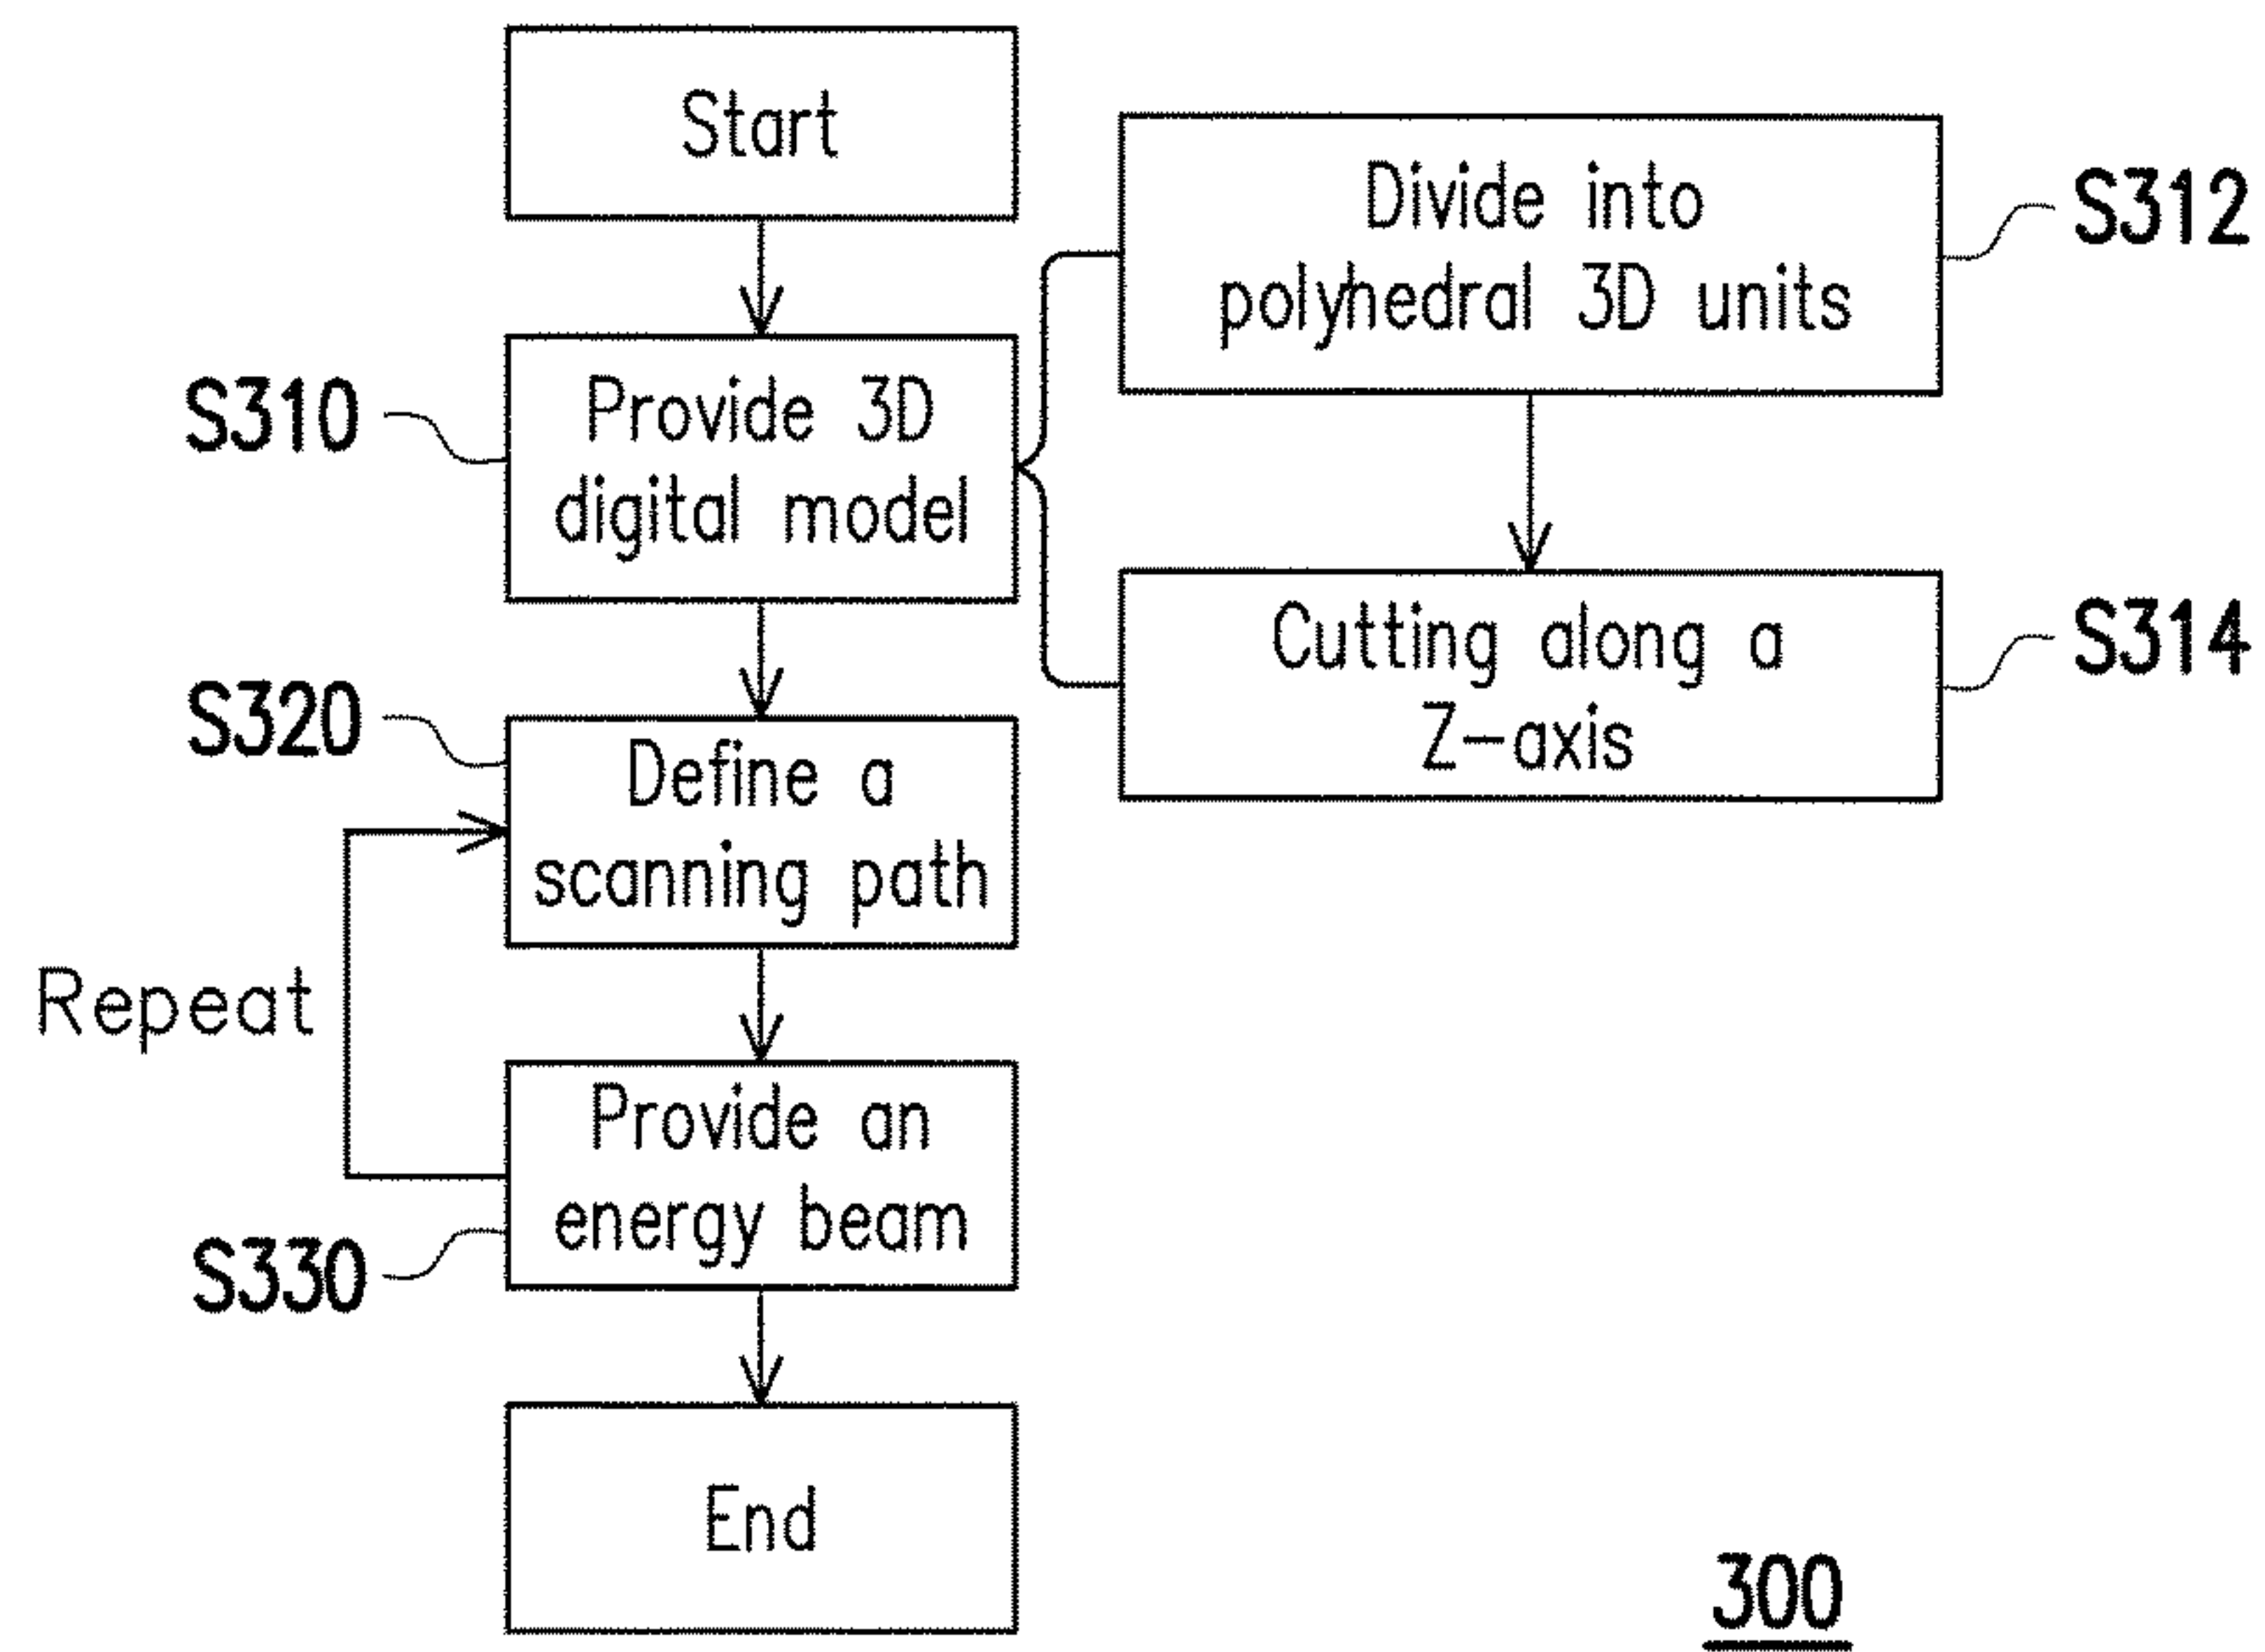 Start
S310
Provide 3D
digital model
Divide into
polyhedral 3D units
S312
Cutting along a
Z-axis
S314
S320
Define a
scanning path
Repeat
Provide an
energy beam
S330
End
300